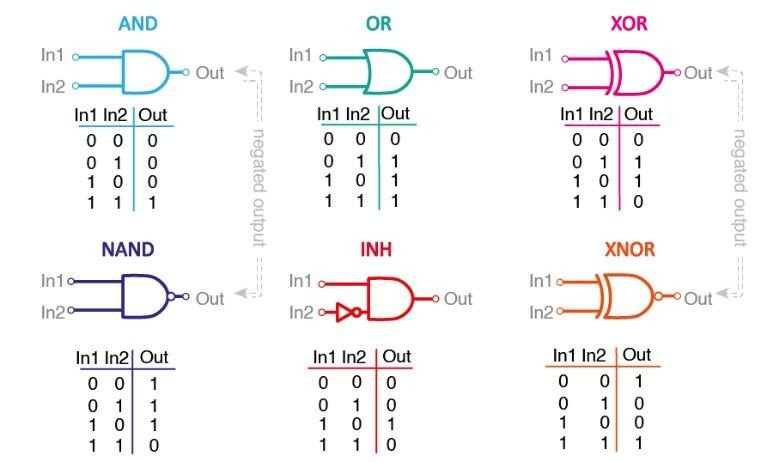 AND
In1
In2
Out
In1 In2 Out
0 0 0
0 1 0
1 0 0
1 1 1
negated output
OR
In1
In2
Out
In1 In2 Out
0 0 0
0 1 1
1 0 1
1 1 1
XOR
In1
In2
Out
In1 In2 Out
0 0 0
0 1 1
1 0 1
1 1 0
negated output
NAND
In1
In2
Out
In1 In2 Out
0 0 1
0 1 1
1 0 1
1 1 0
INH
In1
In2
Out
In1 In2 Out
0 0 0
0 1 0
1 0 1
1 1 0
XNOR
In1
In2
Out
In1 In2 Out
0 0 1
0 1 0
1 0 0
1 1 1